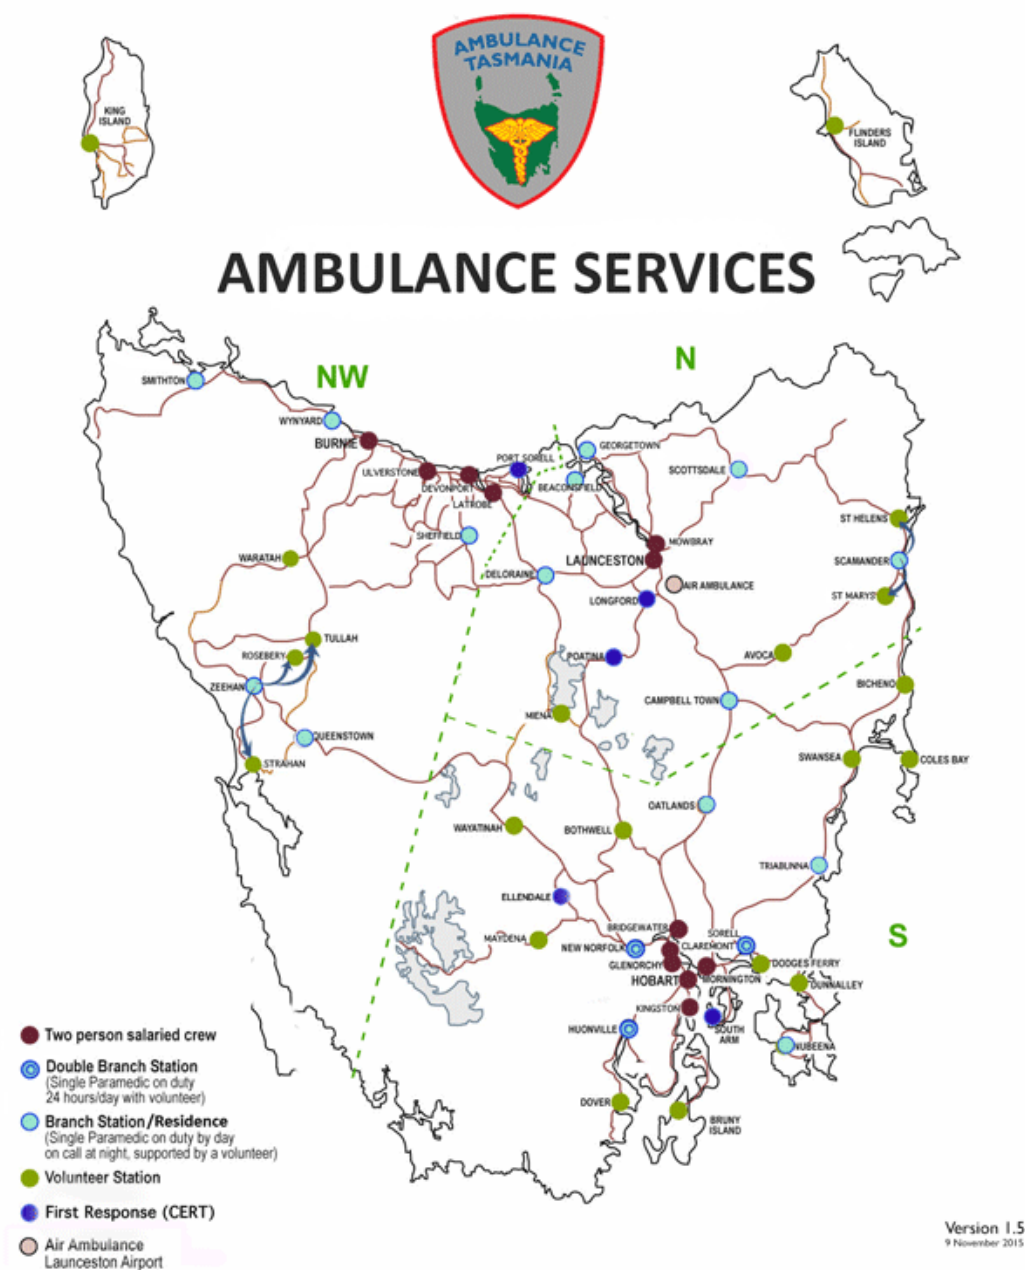 AMBULANCE
TASMANIA
KING
ISLAND
FLINDERS
ISLAND
AMBULANCE SERVICES
NW
N
SMITHTON
WYNYARD
BURNIE
GEORGETOWN
PORT SORELL
ULVERSTONE
SCOTTSDALE
DEVONPORT
BEACONSFIELD
LATROBE
ST HELENS
SHEFFIELD
MOWBRAY
WARATAH
LAUNCESTON
SCAMANDER
DELORAINE
AIR AMBULANCE
LONGFORD
ST MARYS
TULLAH
ROSEBERY
POATINA
AVOCA
ZEEHAN
BICHENO
CAMPBELL TOWN
MIENA
QUEENSTOWN
STRAHAN
SWANSEA
COLES BAY
OATLANDS
WAYATINAH
BOTHWELL
TRIABUNNA
ELLENDALE
BRIDGEWATER
SORELL
S
MAYDENA
NEW NORFOLK
CLAREMONT
GLENORCHY
DODGES FERRY
HOBART
MORNINGTON
DUNNALLEY
KINGSTON
HUONVILLE
SOUTH
ARM
NUBEENA
DOVER
BRUNY
ISLAND
Two person salaried crew
Double Branch Station
(Single Paramedic on duty
24 hours/day with volunteer)
Branch Station/Residence
(Single Paramedic on duty by day
on call at night, supported by a volunteer)
Volunteer Station
First Response (CERT)
Air Ambulance
Launceston Airport
Version 1.5
9 November 2015